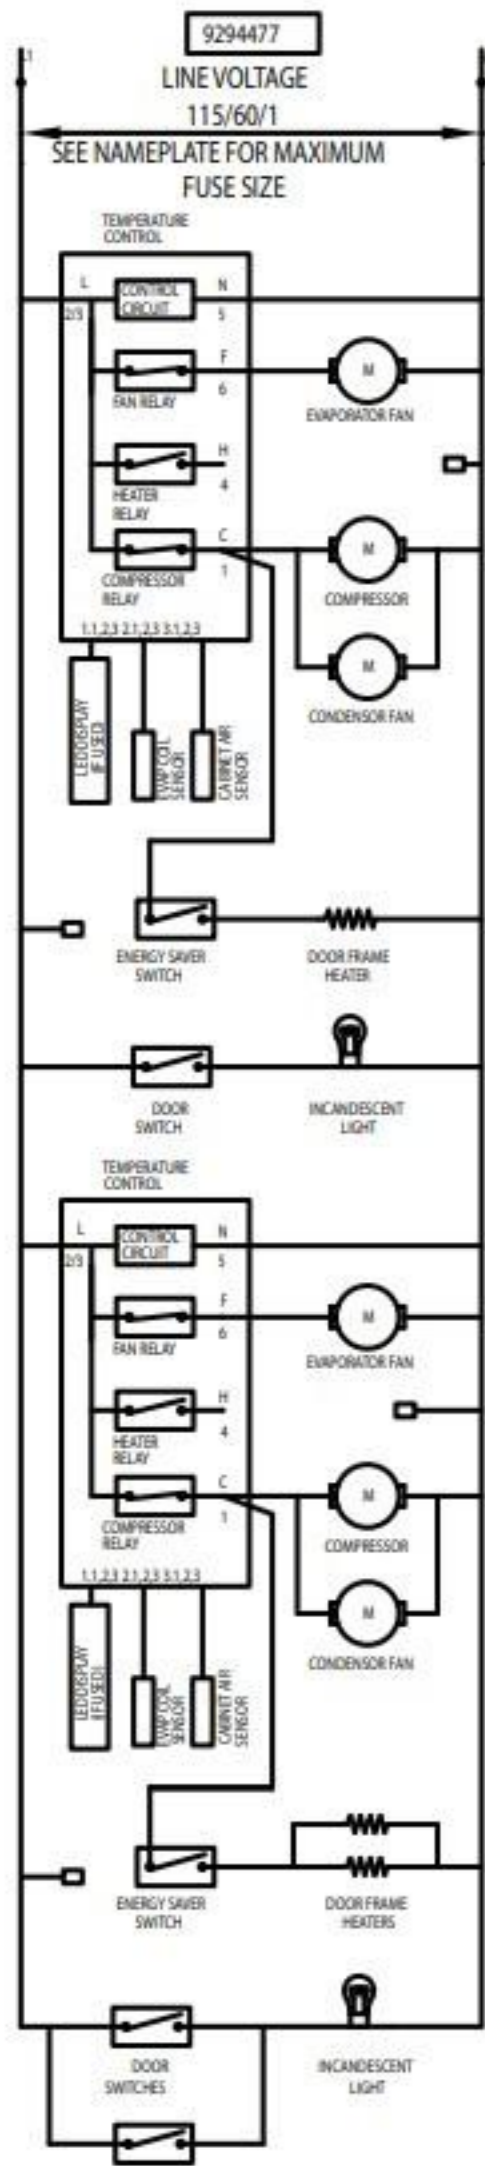 9294477
L1
LINE VOLTAGE
115/60/1
SEE NAMEPLATE FOR MAXIMUM
FUSE SIZE
TEMPERATURE
CONTROL
L
CONTROL
CIRCUIT
N
2/3
5
F
M
FAN RELAY
6
EVAPORATOR FAN
H
HEATER
RELAY
4
C
M
COMPRESSOR
RELAY
1
COMPRESSOR
1.1,2,3 2.1,2,3 3.1,2,3
M
CONDENSOR FAN
LED DISPLAY
(IF USED)
EVAP COIL
SENSOR
CABINET AIR
SENSOR
ENERGY SAVER
SWITCH
DOOR FRAME
HEATER
DOOR
SWITCH
INCANDESCENT
LIGHT
TEMPERATURE
CONTROL
L
CONTROL
CIRCUIT
N
2/3
5
F
M
FAN RELAY
6
EVAPORATOR FAN
H
HEATER
RELAY
4
C
M
COMPRESSOR
RELAY
1
COMPRESSOR
1.1,2,3 2.1,2,3 3.1,2,3
M
CONDENSOR FAN
LED DISPLAY
(IF USED)
EVAP COIL
SENSOR
CABINET AIR
SENSOR
ENERGY SAVER
SWITCH
DOOR FRAME
HEATERS
DOOR
SWITCHES
INCANDESCENT
LIGHT